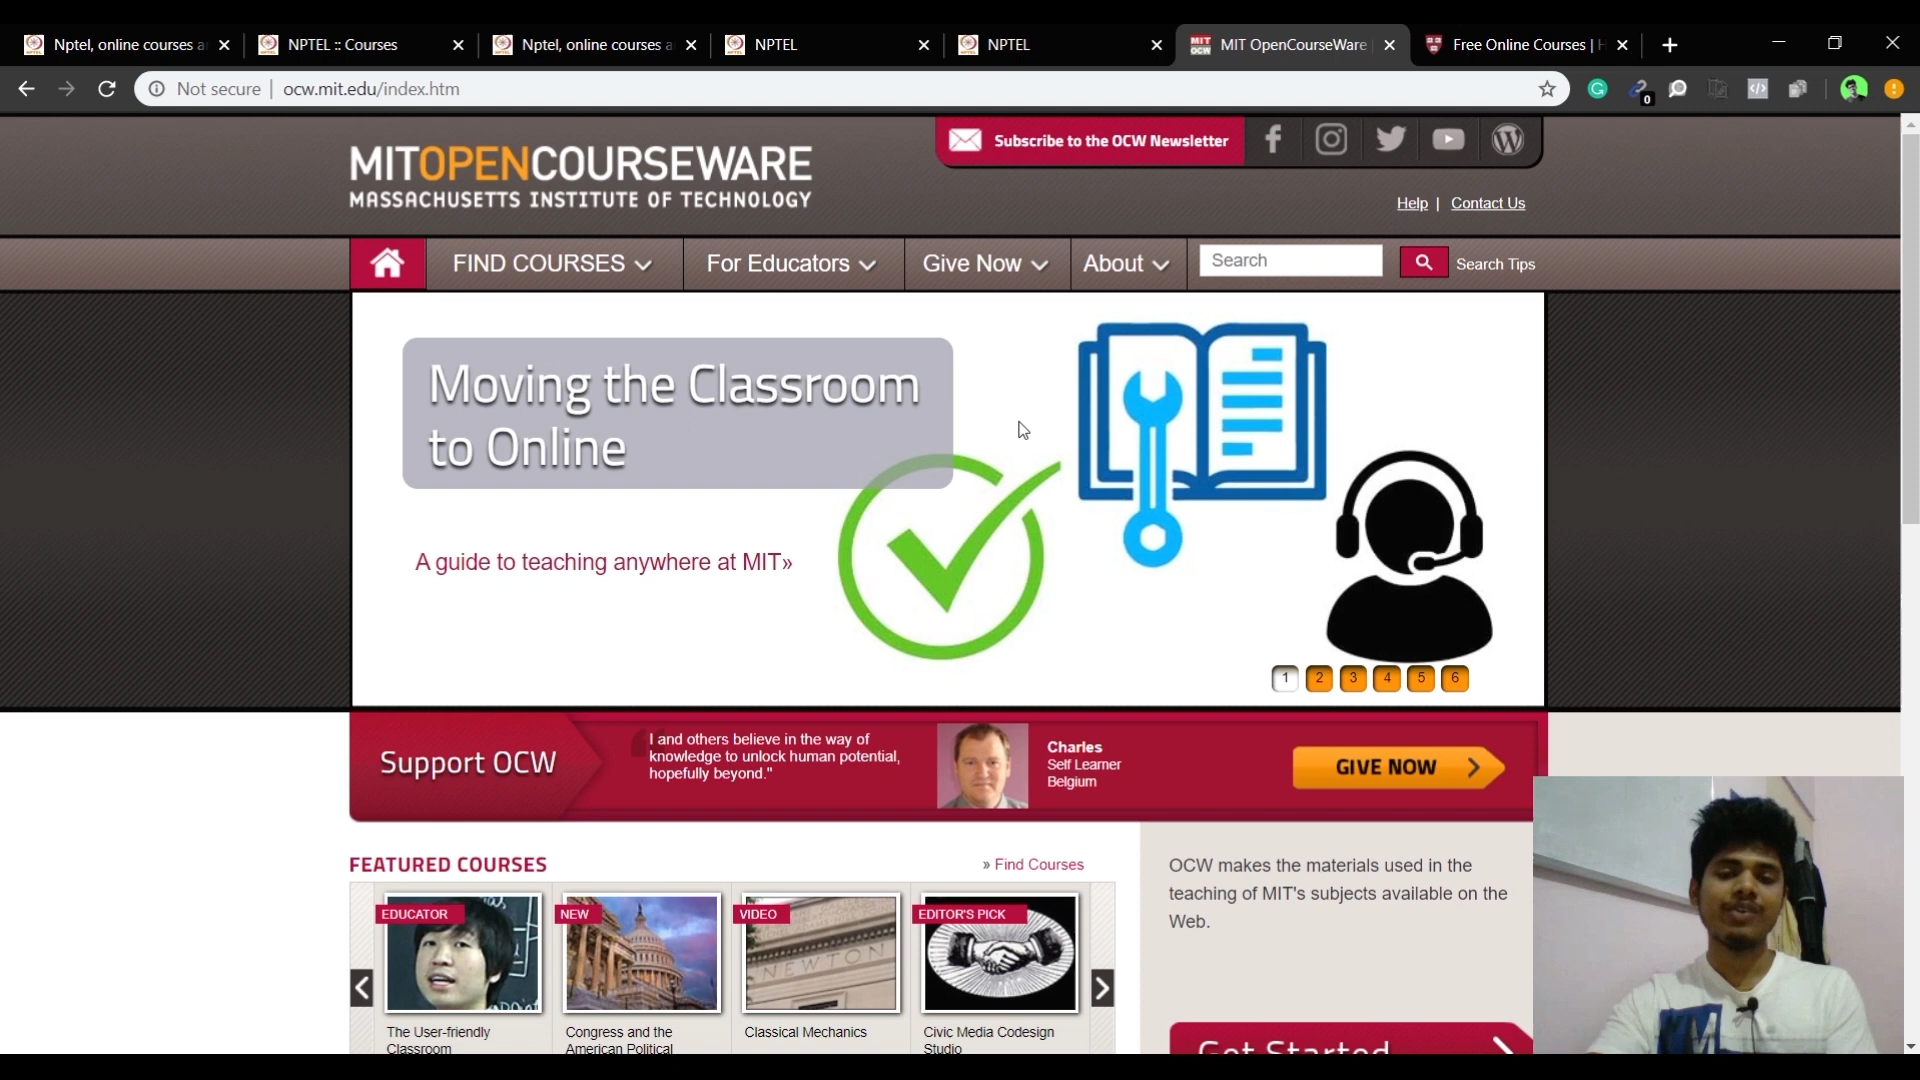 Nptel, online courses a
NPTEL :: Courses
Nptel, online courses a
NPTEL
NPTEL
MIT OpenCourseWare
Free Online Courses | H
Not secure
ocw.mit.edu/index.htm
0
Subscribe to the OCW Newsletter
MITOPENCOURSEWARE
MASSACHUSETTS INSTITUTE OF TECHNOLOGY
Help | Contact Us
FIND COURSES
For Educators
Give Now
About
Search
Search Tips
Moving the Classroom
to Online
A guide to teaching anywhere at MIT»
1 2 3 4 5 6
Support OCW
I and others believe in the way of
knowledge to unlock human potential,
hopefully beyond."
Charles
Self Learner
Belgium
GIVE NOW
FEATURED COURSES
» Find Courses
EDUCATOR
NEW
VIDEO
EDITOR'S PICK
NEWTON
The User-friendly
Classroom
Congress and the
American Political
Classical Mechanics
Civic Media Codesign
Studio
OCW makes the materials used in the
teaching of MIT's subjects available on the
Web.
Get Started